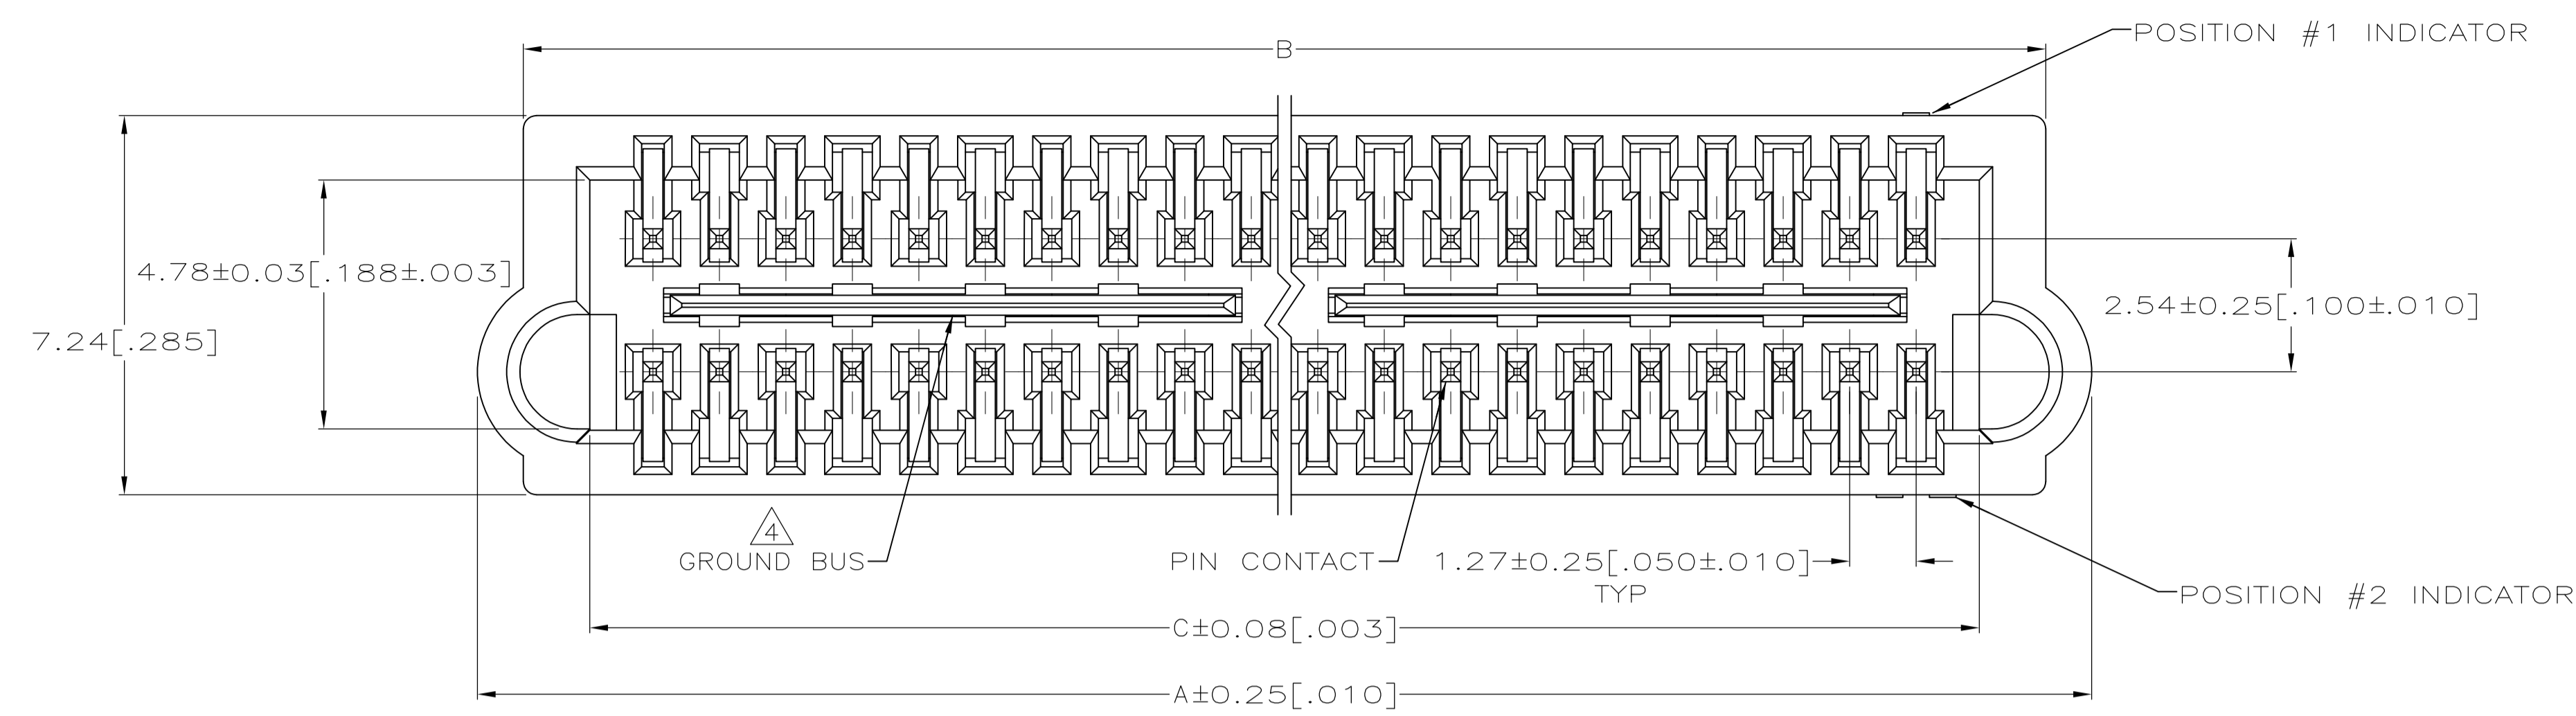 POSITION #1 INDICATOR
B
4.78±0.03[.188±.003]
7.24[.285]
2.54±0.25[.100±.010]
4
GROUND BUS
PIN CONTACT
1.27±0.25[.050±.010]
TYP
POSITION #2 INDICATOR
C±0.08[.003]
A±0.25[.010]